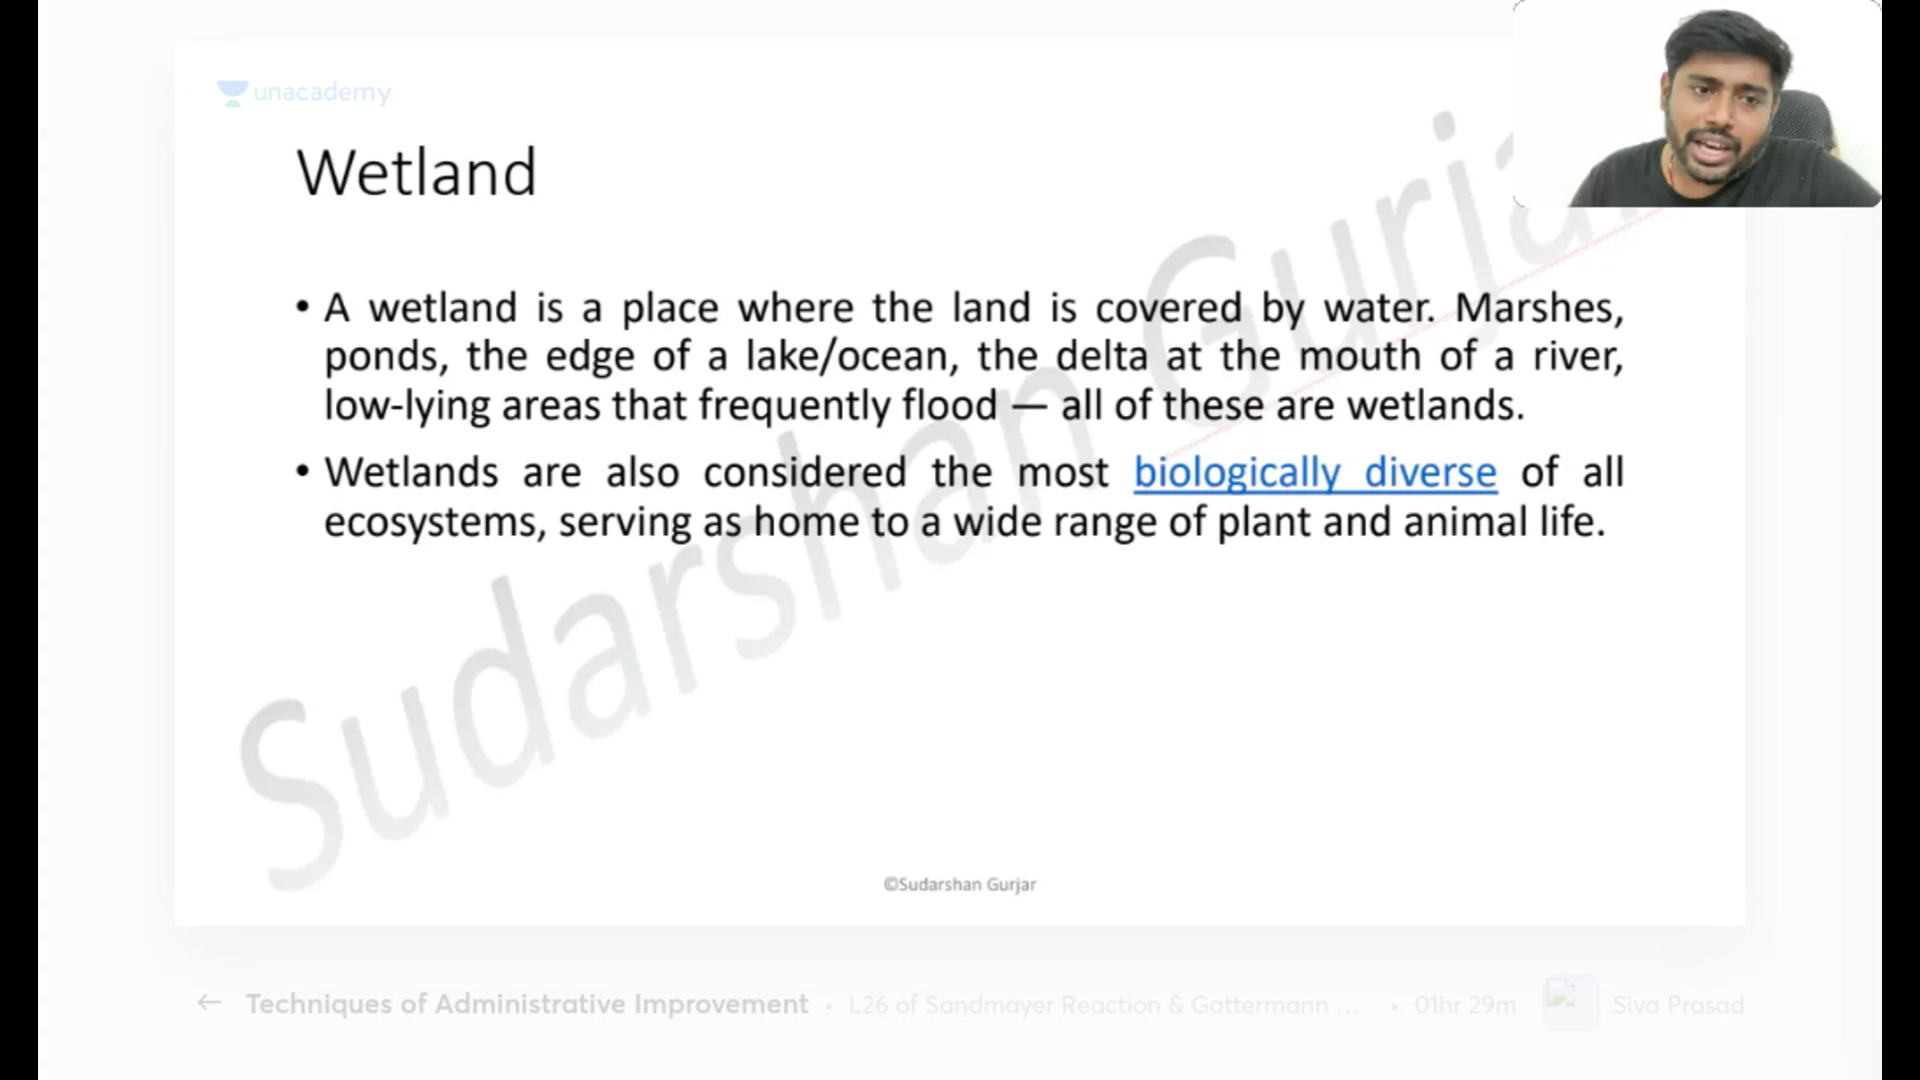 unacademy
Wetland
• A wetland is a place where the land is covered by water. Marshes,
ponds, the edge of a lake/ocean, the delta at the mouth of a river,
low-lying areas that frequently flood — all of these are wetlands.
• Wetlands are also considered the most biologically diverse of all
ecosystems, serving as home to a wide range of plant and animal life.
Sudarshan Gurja
©Sudarshan Gurjar
← Techniques of Administrative Improvement • L26 of Sandmayer Reaction & Gattermann ... • 01hr 29m Siva Prasad